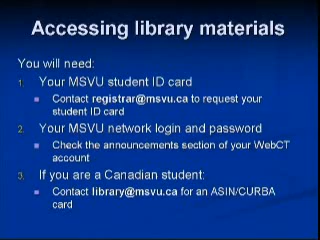 Accessing library materials
You will need:
1. Your MSVU student ID card
Contact registrar@msvu.ca to request your
student ID card
2. Your MSVU network login and password
Check the announcements section of your WebCT
account
3. If you are a Canadian student:
Contact library@msvu.ca for an ASIN/CURBA
card